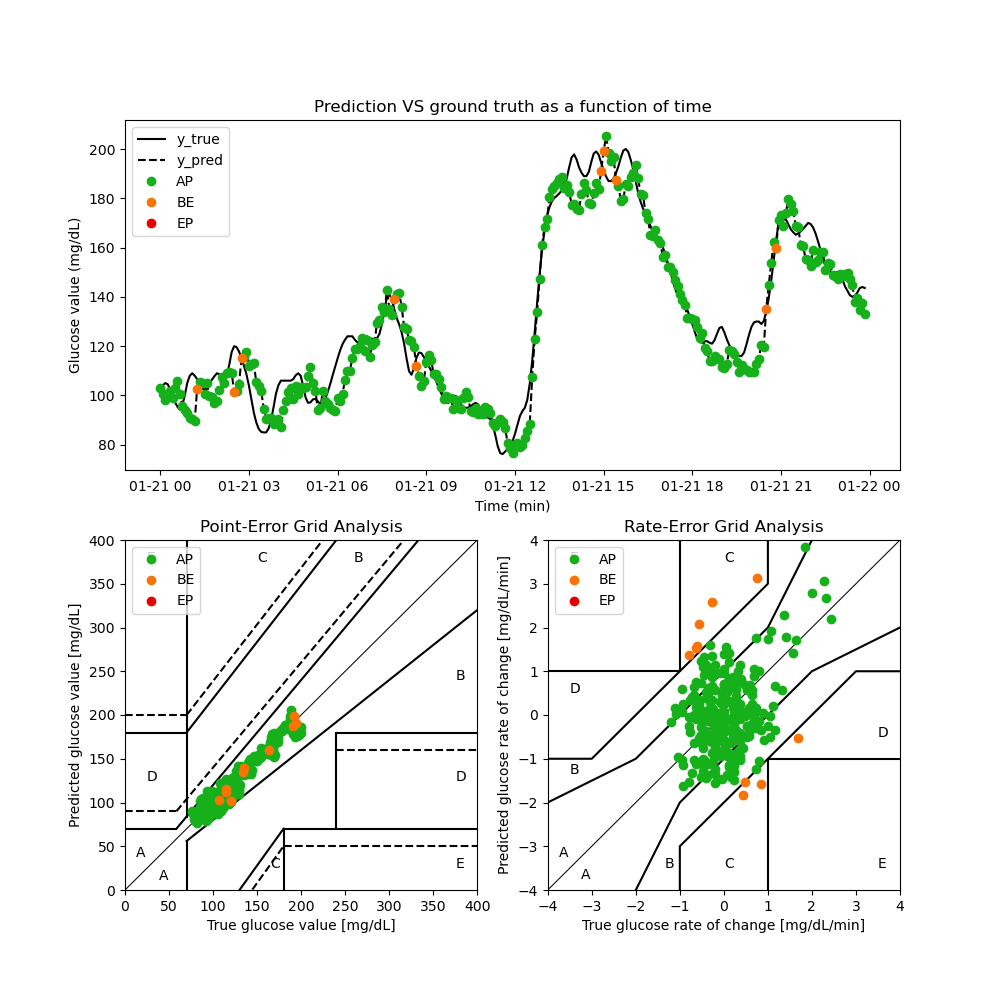 Prediction VS ground truth as a function of time
Glucose value (mg/dL)
200
180
160
140
120
100
80
y_true
y_pred
AP
BE
EP
01-21 00 01-21 03 01-21 06 01-21 09 01-21 12 01-21 15 01-21 18 01-21 21 01-22 00
Time (min)
Point-Error Grid Analysis
Predicted glucose value [mg/dL]
400
350
300
250
200
150
100
50
0
AP
BE
EP
C B
B
D D
A
A
C E
0 50 100 150 200 250 300 350 400
True glucose value [mg/dL]
Rate-Error Grid Analysis
Predicted glucose rate of change [mg/dL/min]
4
3
2
1
0
−1
−2
−3
−4
AP
BE
EP
C
D
D
B
A
A
B C E
−4 −3 −2 −1 0 1 2 3 4
True glucose rate of change [mg/dL/min]